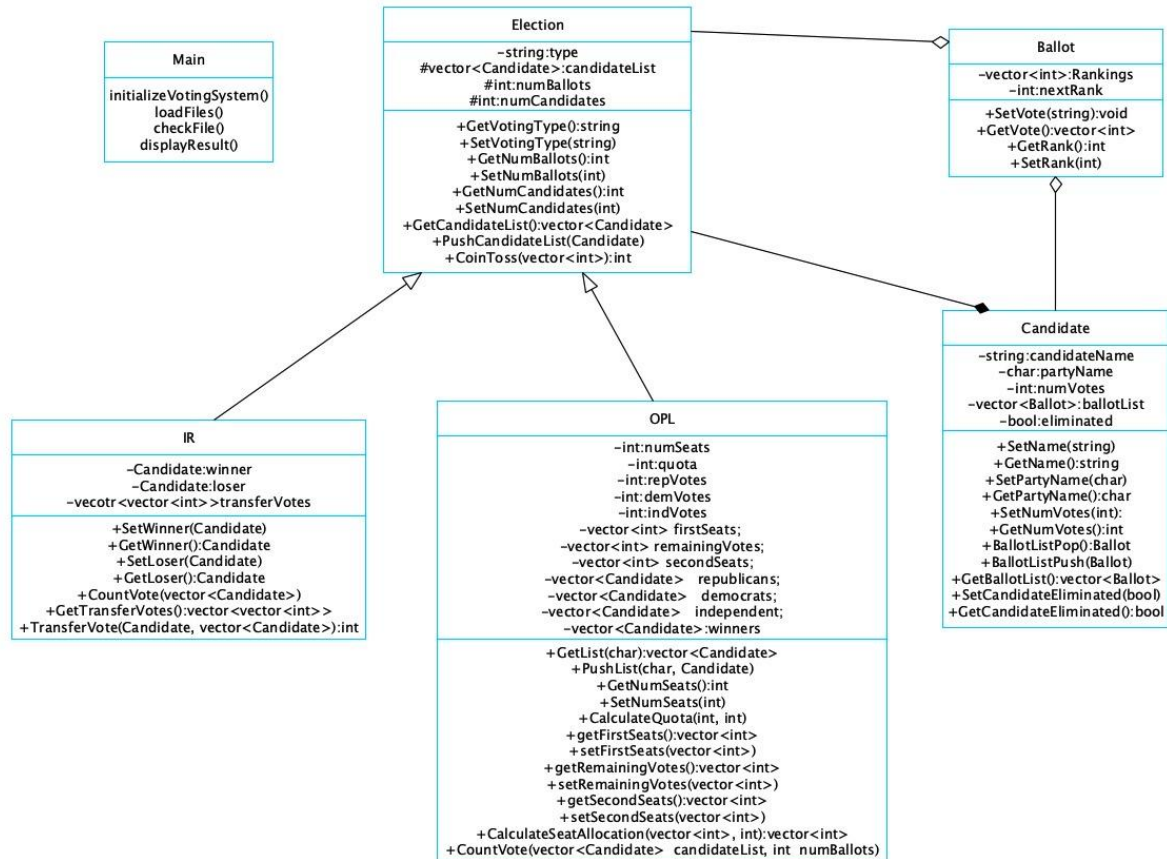 Main
initializeVotingSystem()
loadFiles()
checkFile()
displayResult()
Election
-string:type
#vector<Candidate>:candidateList
#int:numBallots
#int:numCandidates
+GetVotingType():string
+SetVotingType(string)
+GetNumBallots():int
+SetNumBallots(int)
+GetNumCandidates():int
+SetNumCandidates(int)
+GetCandidateList():vector<Candidate>
+PushCandidateList(Candidate)
+CoinToss(vector<int>):int
Ballot
-vector<int>:Rankings
-int:nextRank
+SetVote(string):void
+GetVote():vector<int>
+GetRank():int
+SetRank(int)
Candidate
-string:candidateName
-char:partyName
-int:numVotes
-vector<Ballot>:ballotList
-bool:eliminated
+SetName(string)
+GetName():string
+SetPartyName(char)
+GetPartyName():char
+SetNumVotes(int):
+GetNumVotes():int
+BallotListPop():Ballot
+BallotListPush(Ballot)
+GetBallotList():vector<Ballot>
+SetCandidateEliminated(bool)
+GetCandidateEliminated():bool
IR
-Candidate:winner
-Candidate:loser
-vecotr<vector<int>>transferVotes
+SetWinner(Candidate)
+GetWinner():Candidate
+SetLoser(Candidate)
+GetLoser():Candidate
+CountVote(vector<Candidate>)
+GetTransferVotes():vector<vector<int>>
+TransferVote(Candidate, vector<Candidate>):int
OPL
-int:numSeats
-int:quota
-int:repVotes
-int:demVotes
-int:indVotes
-vector<int> firstSeats;
-vector<int> remainingVotes;
-vector<int> secondSeats;
-vector<Candidate> republicans;
-vector<Candidate> democrats;
-vector<Candidate> independent;
-vector<Candidate>:winners
+GetList(char):vector<Candidate>
+PushList(char, Candidate)
+GetNumSeats():int
+SetNumSeats(int)
+CalculateQuota(int, int)
+getFirstSeats():vector<int>
+setFirstSeats(vector<int>)
+getRemainingVotes():vector<int>
+setRemainingVotes(vector<int>)
+getSecondSeats():vector<int>
+setSecondSeats(vector<int>)
+CalculateSeatAllocation(vector<int>, int):vector<int>
+CountVote(vector<Candidate> candidateList, int numBallots)